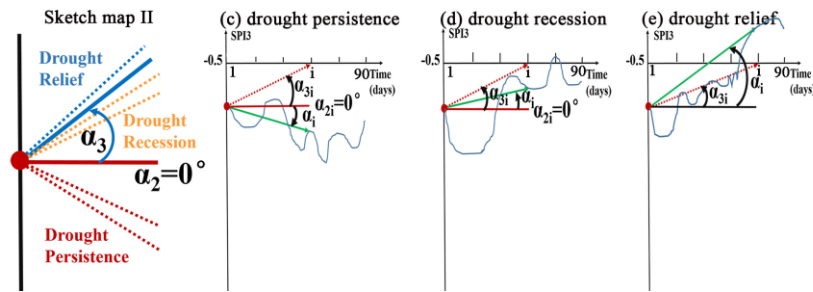 Sketch map II
Drought
Relief
Drought
Recession
α3
α2=0°
Drought
Persistence
(c) drought persistence
SPI3
-0.5
1
i
90
Time
(days)
α3i
α2i=0°
αi
(d) drought recession
SPI3
-0.5
1
i
90
Time
(days)
α3i
αi
α2i=0°
(e) drought relief
SPI3
-0.5
1
i
90
Time
(days)
α3i
αi